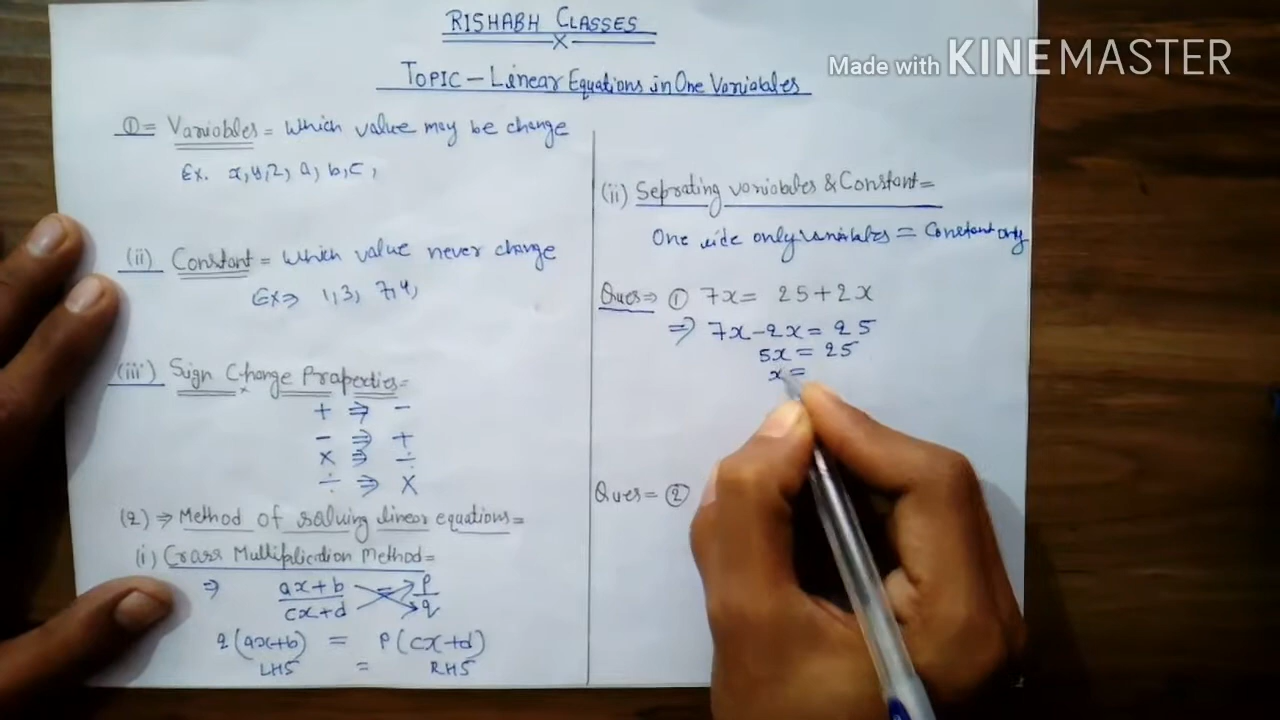 RISHABH CLASSES
Made with KINEMASTER
TOPIC - Linear Equations in One Variables
① = Variables = Which value may be change
Ex. x, y, z, a, b, c,
(ii) Constant = Which value never change
Ex ⇒ 1, 3, 7, 4,
(iii) Sign Change Properties =
+ ⇒ -
- ⇒ +
× ⇒ ÷
÷ ⇒ ×
(2) ⇒ Method of solving linear equations =
(i) Crass Multiplication Method =
⇒ ax+b = p
cx+d q
q(ax+b) = p(cx+d)
LHS = RHS
(ii) Seprating variables & Constant =
One side only variables = Constant only
Ques ⇒ ① 7x = 25+2x
⇒ 7x-2x = 25
5x = 25
x =
Ques = ②